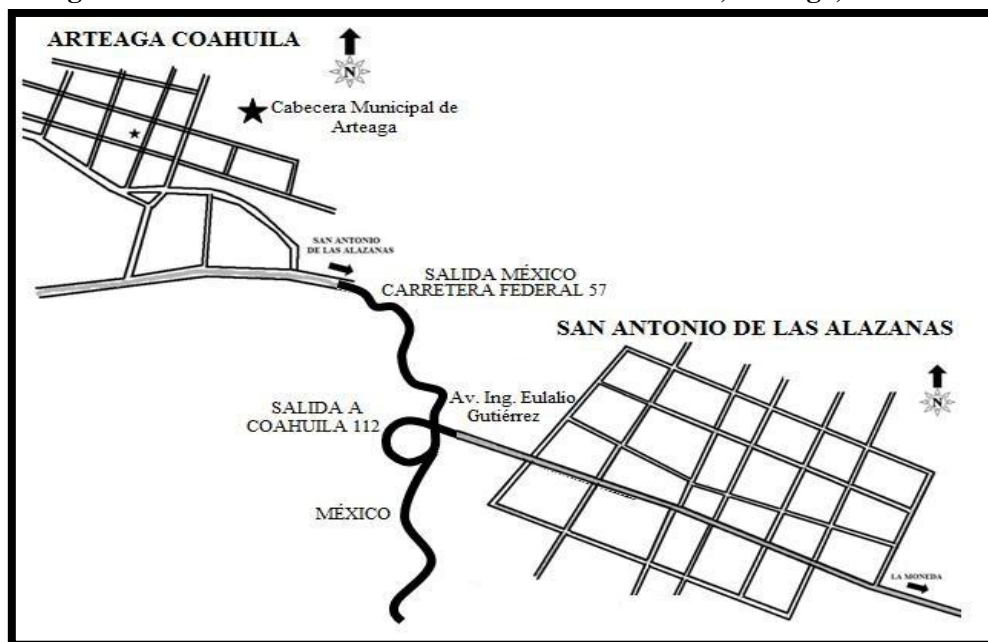 ARTEAGA COAHUILA
N
Cabecera Municipal de
Arteaga
SAN ANTONIO
DE LAS ALAZANAS
SALIDA MÉXICO
CARRETERA FEDERAL 57
SAN ANTONIO DE LAS ALAZANAS
N
Av. Ing. Eulalio
Gutiérrez
SALIDA A
COAHUILA 112
MÉXICO
LA MONEDA